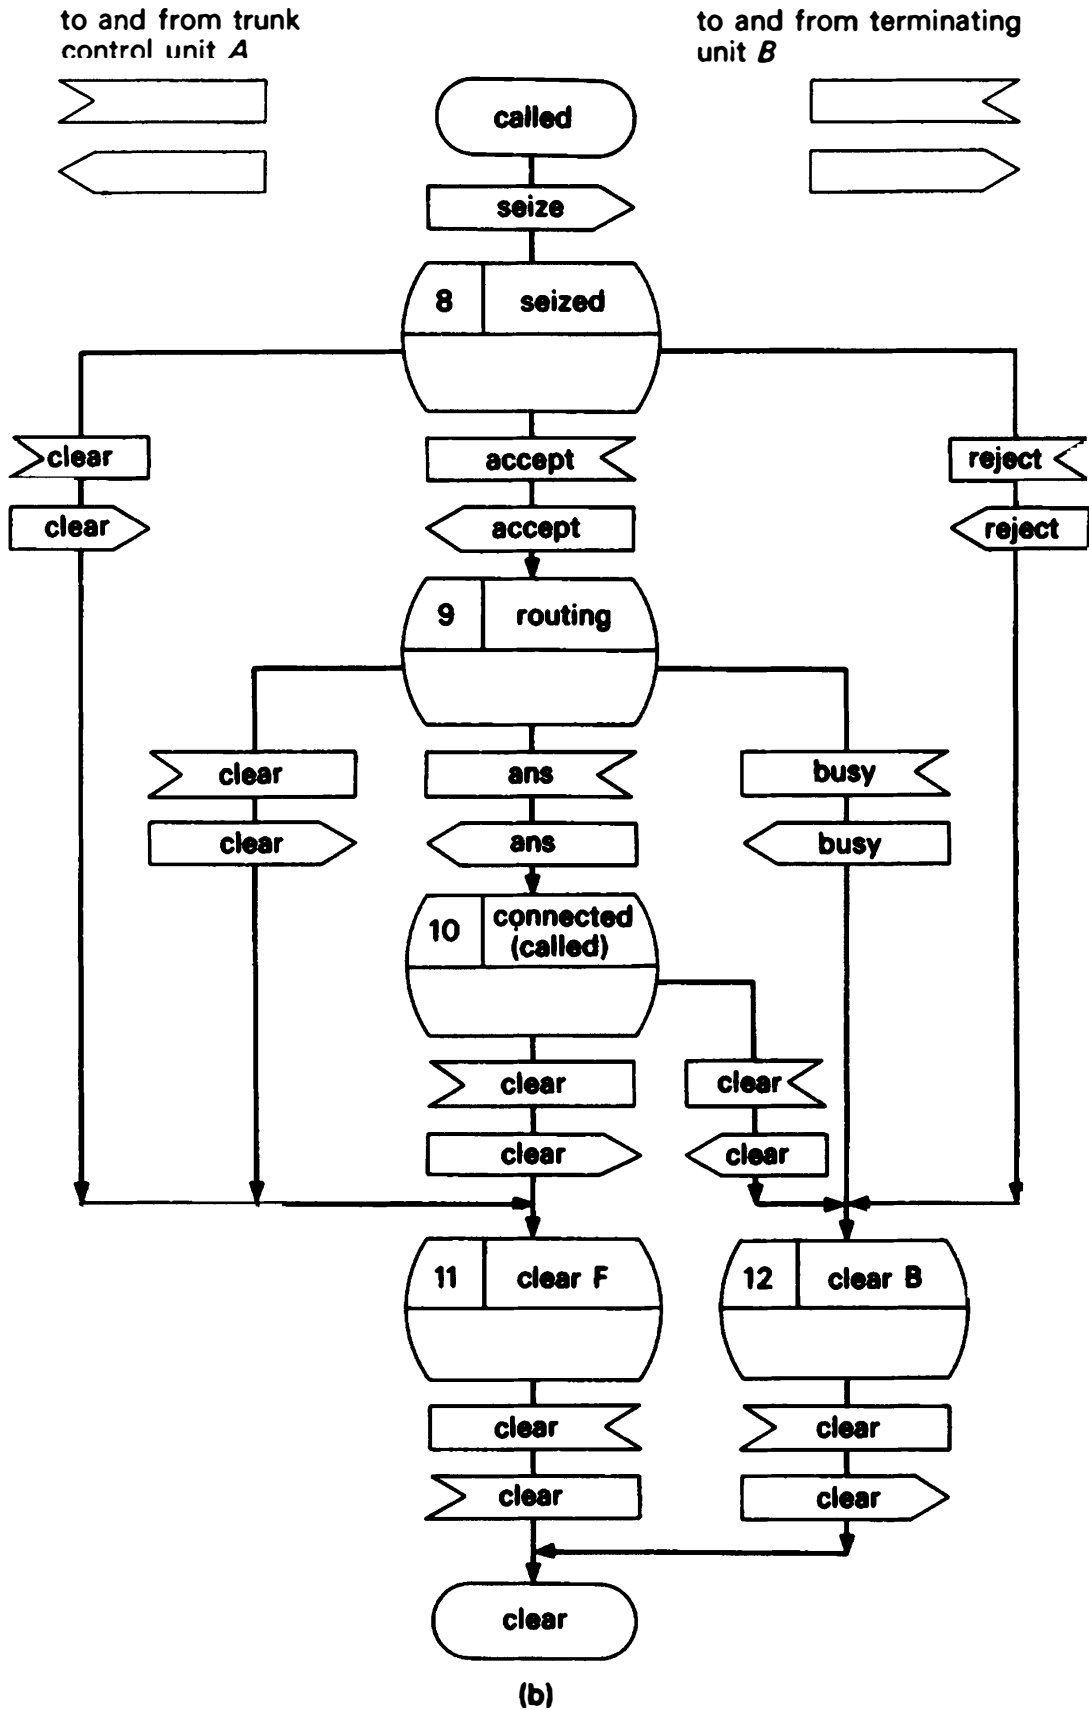 to and from trunk
control unit A
to and from terminating
unit B
called
seize
8
seized
clear
accept
reject
clear
accept
reject
9
routing
clear
ans
busy
clear
ans
busy
10
connected
(called)
clear
clear
clear
clear
11
clear F
12
clear B
clear
clear
clear
clear
clear
(b)